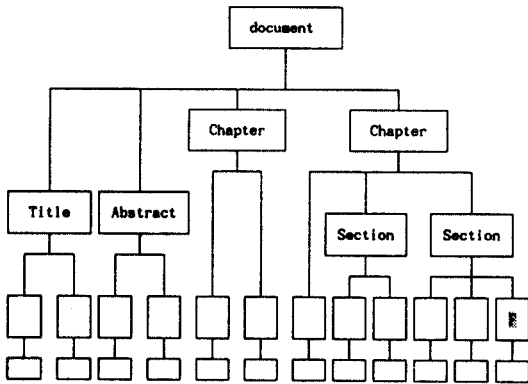 document
Chapter
Chapter
Title
Abstract
Section
Section